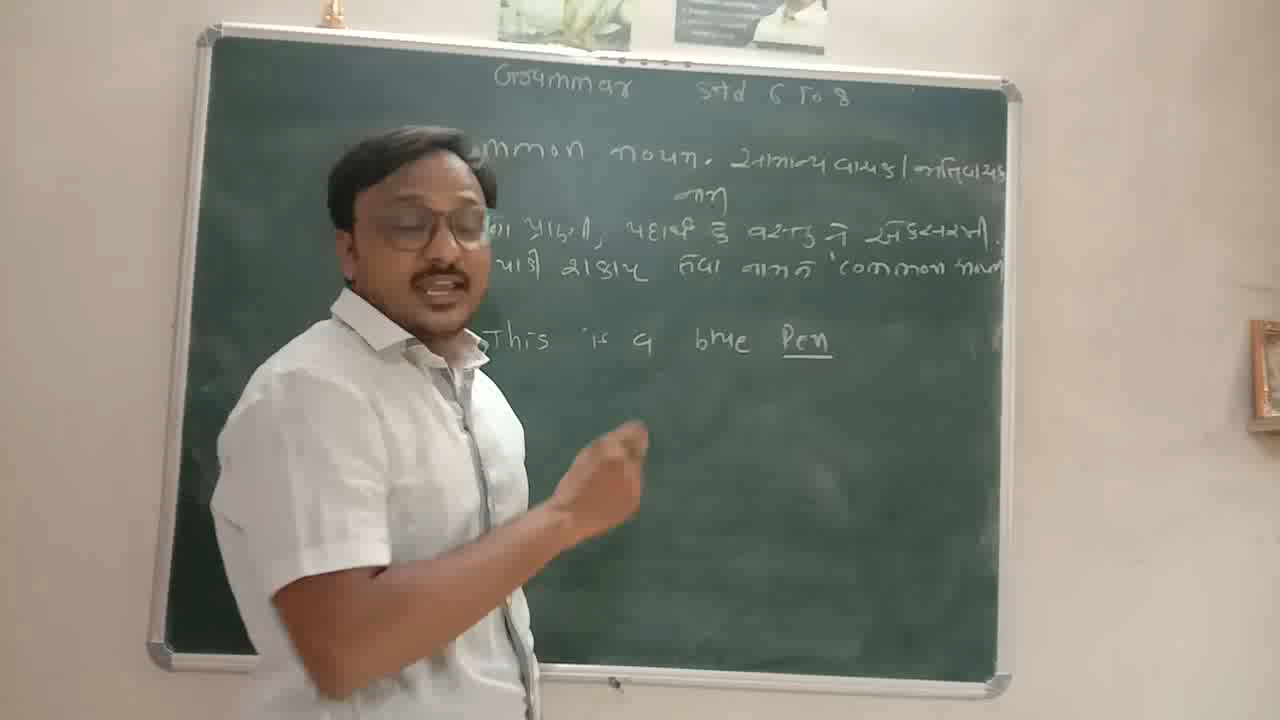 Grammar Std 6 to 8
mmon noun. સામાન્ય વાચક / જાતિવાચક
નામ
પ્રાણી, પદાર્થ કે વસ્તુ ને એકસરખી
પાડી શકાય તેવા નામને 'common noun
This is a blue Pen